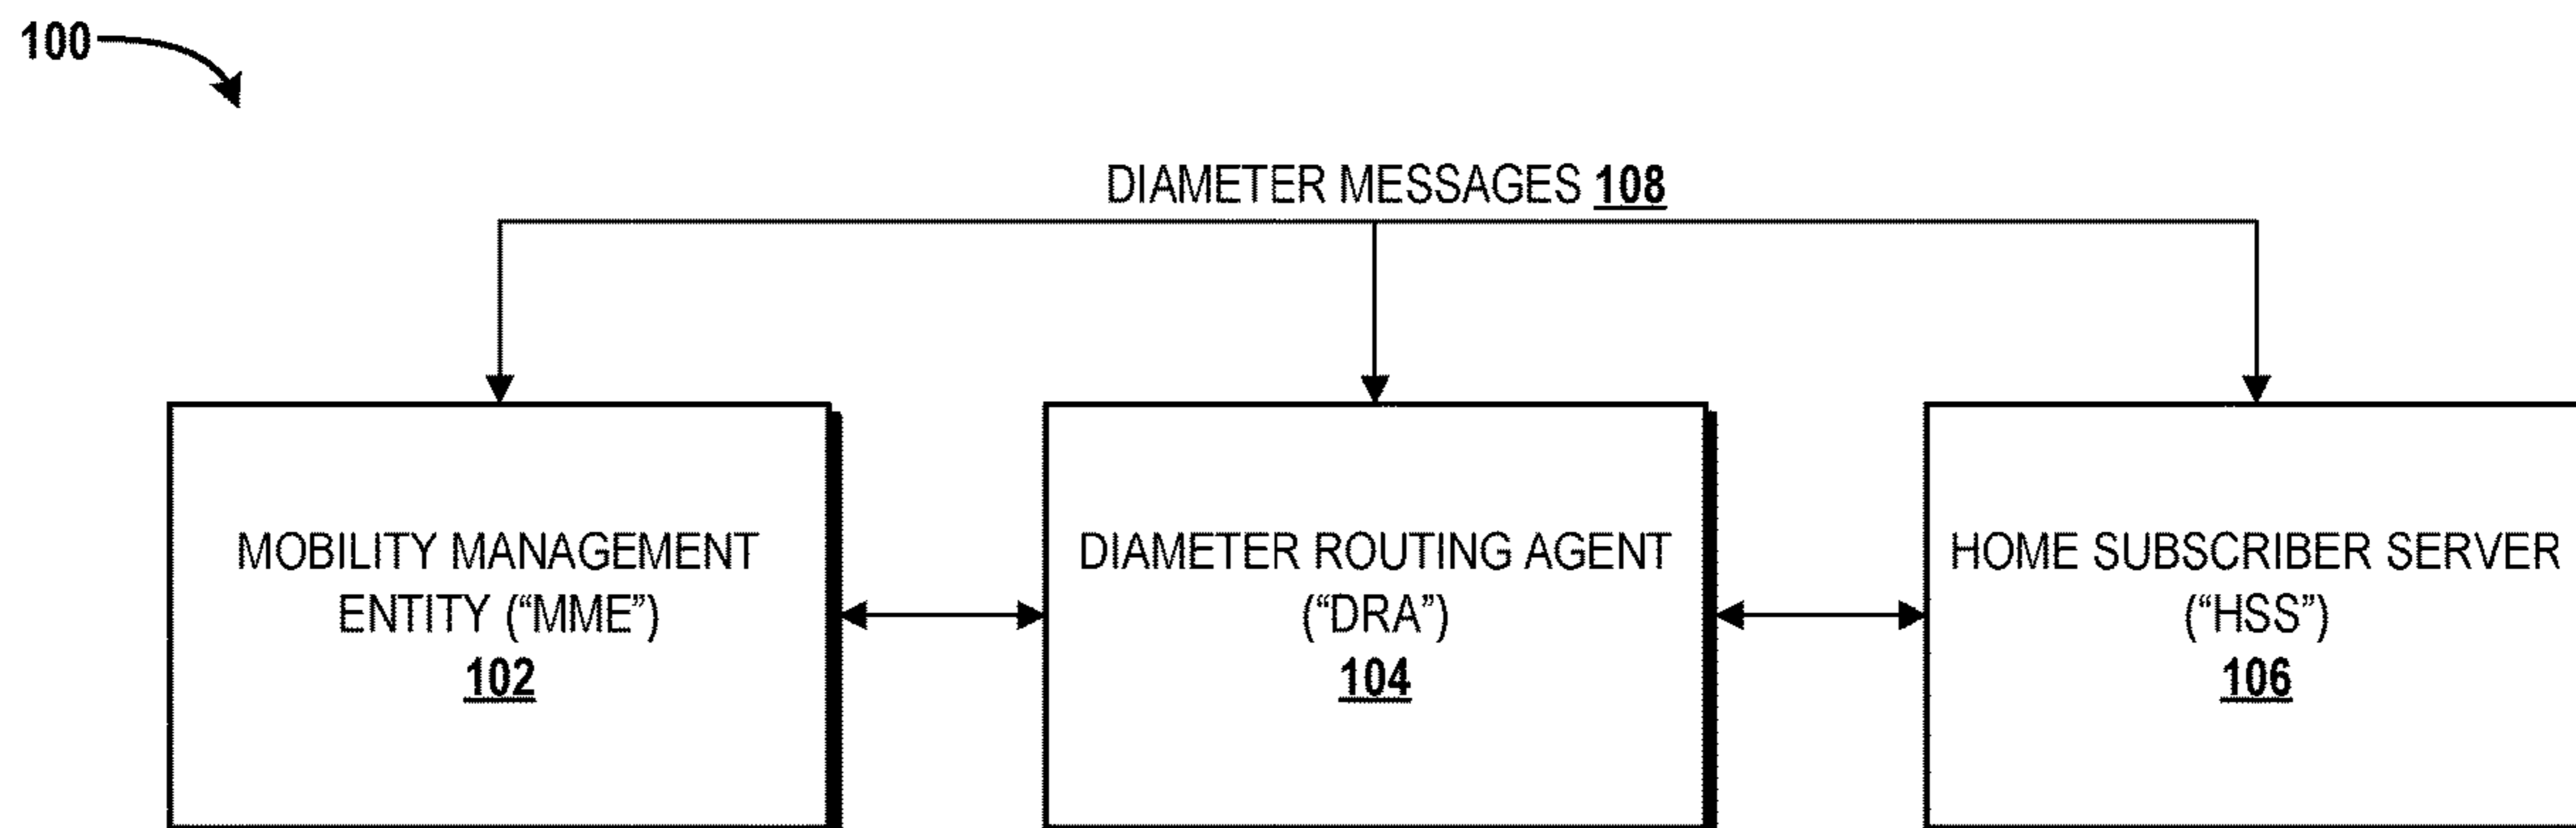 100
DIAMETER MESSAGES 108
MOBILITY MANAGEMENT
ENTITY (“MME”)
102
DIAMETER ROUTING AGENT
(“DRA”)
104
HOME SUBSCRIBER SERVER
(“HSS”)
106